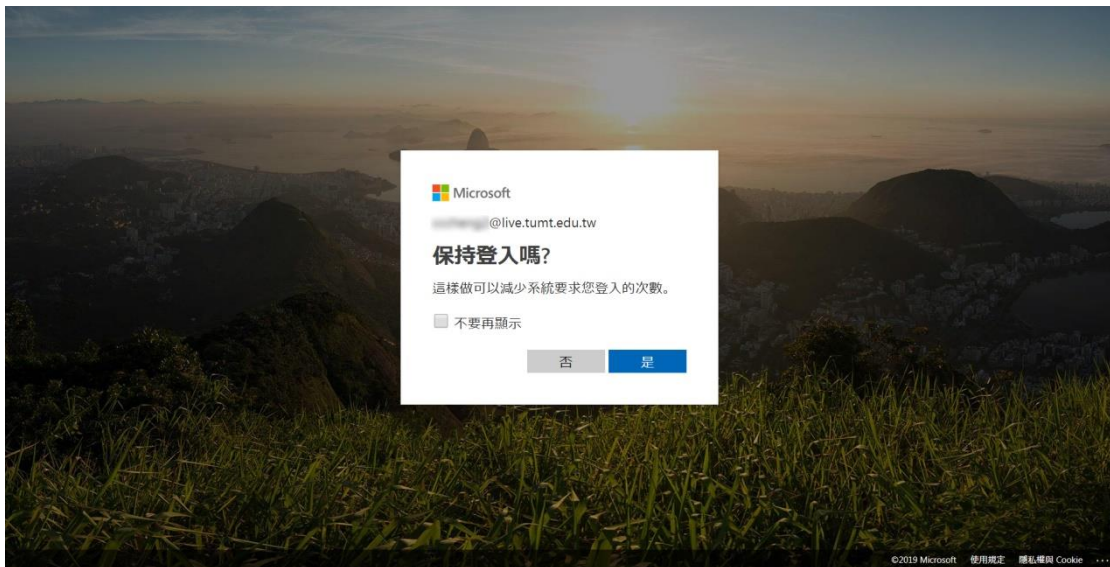 Microsoft
@live.tumt.edu.tw
保持登入嗎?
這樣做可以減少系統要求您登入的次數。
不要再顯示
否 是
©2019 Microsoft 使用規定 隱私權與 Cookie ...